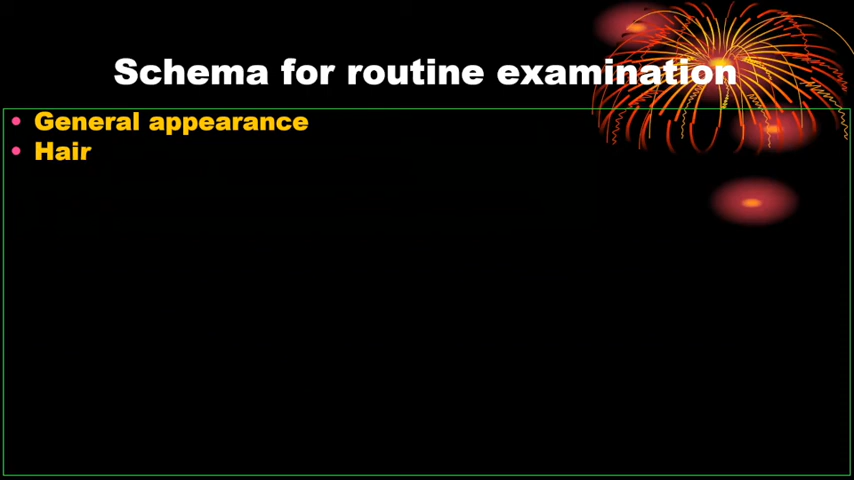 Schema for routine examination
• General appearance
• Hair